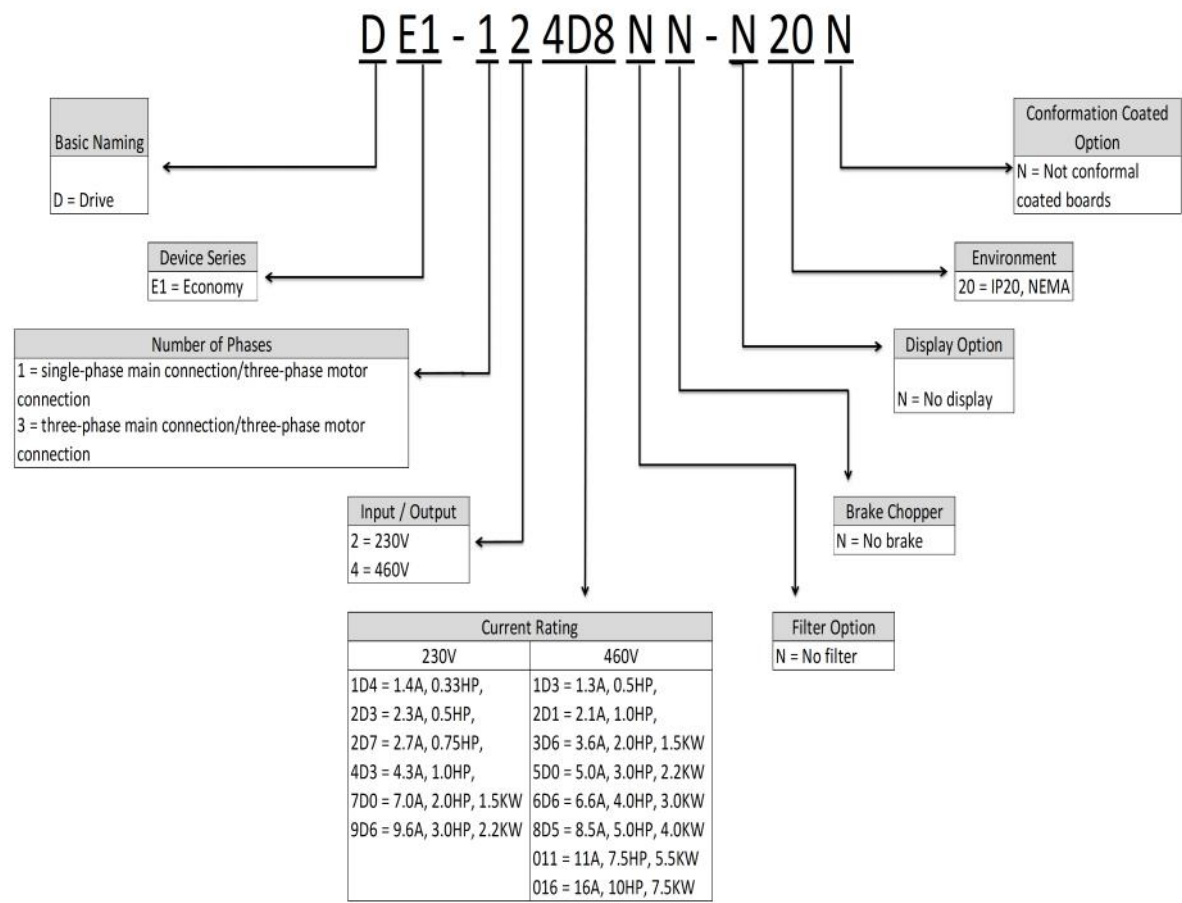 D E1 - 1 2 4D8 N N - N 20 N
Basic Naming
D = Drive
Conformation Coated
Option
N = Not conformal
coated boards
Device Series
E1 = Economy
Environment
20 = IP20, NEMA
Number of Phases
1 = single-phase main connection/three-phase motor
connection
3 = three-phase main connection/three-phase motor
connection
Display Option
N = No display
Input / Output
2 = 230V
4 = 460V
Brake Chopper
N = No brake
Current Rating
230V 460V
1D4 = 1.4A, 0.33HP, 1D3 = 1.3A, 0.5HP,
2D3 = 2.3A, 0.5HP, 2D1 = 2.1A, 1.0HP,
2D7 = 2.7A, 0.75HP, 3D6 = 3.6A, 2.0HP, 1.5KW
4D3 = 4.3A, 1.0HP, 5D0 = 5.0A, 3.0HP, 2.2KW
7D0 = 7.0A, 2.0HP, 1.5KW 6D6 = 6.6A, 4.0HP, 3.0KW
9D6 = 9.6A, 3.0HP, 2.2KW 8D5 = 8.5A, 5.0HP, 4.0KW
011 = 11A, 7.5HP, 5.5KW
016 = 16A, 10HP, 7.5KW
Filter Option
N = No filter